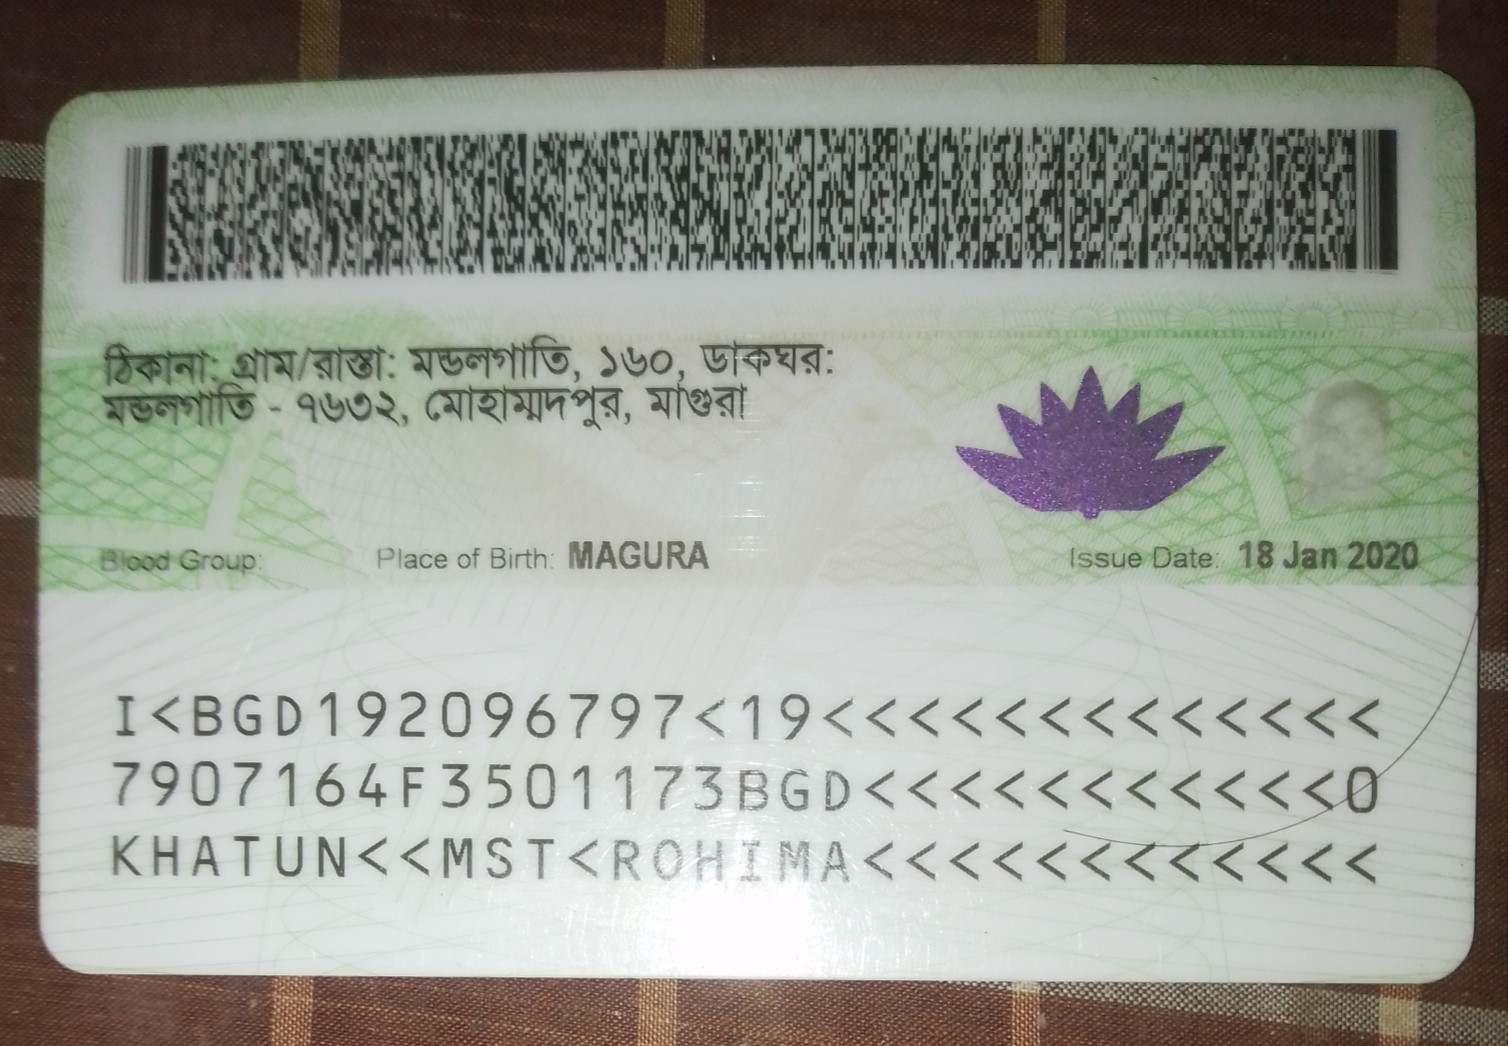 ঠিকানা: গ্রাম/রাস্তা: মন্ডলগাতি, ১৬০, ডাকঘর:
মন্ডলগাতি - ৭৬৩২, মোহাম্মদপুর, মাগুরা
Blood Group: Place of Birth: MAGURA Issue Date: 18 Jan 2020
I<BGD192096797<19<<<<<<<<<<<<<<<
7907164F3501173BGD<<<<<<<<<<<<<0
KHATUN<<MST<ROHIMA<<<<<<<<<<<<<<